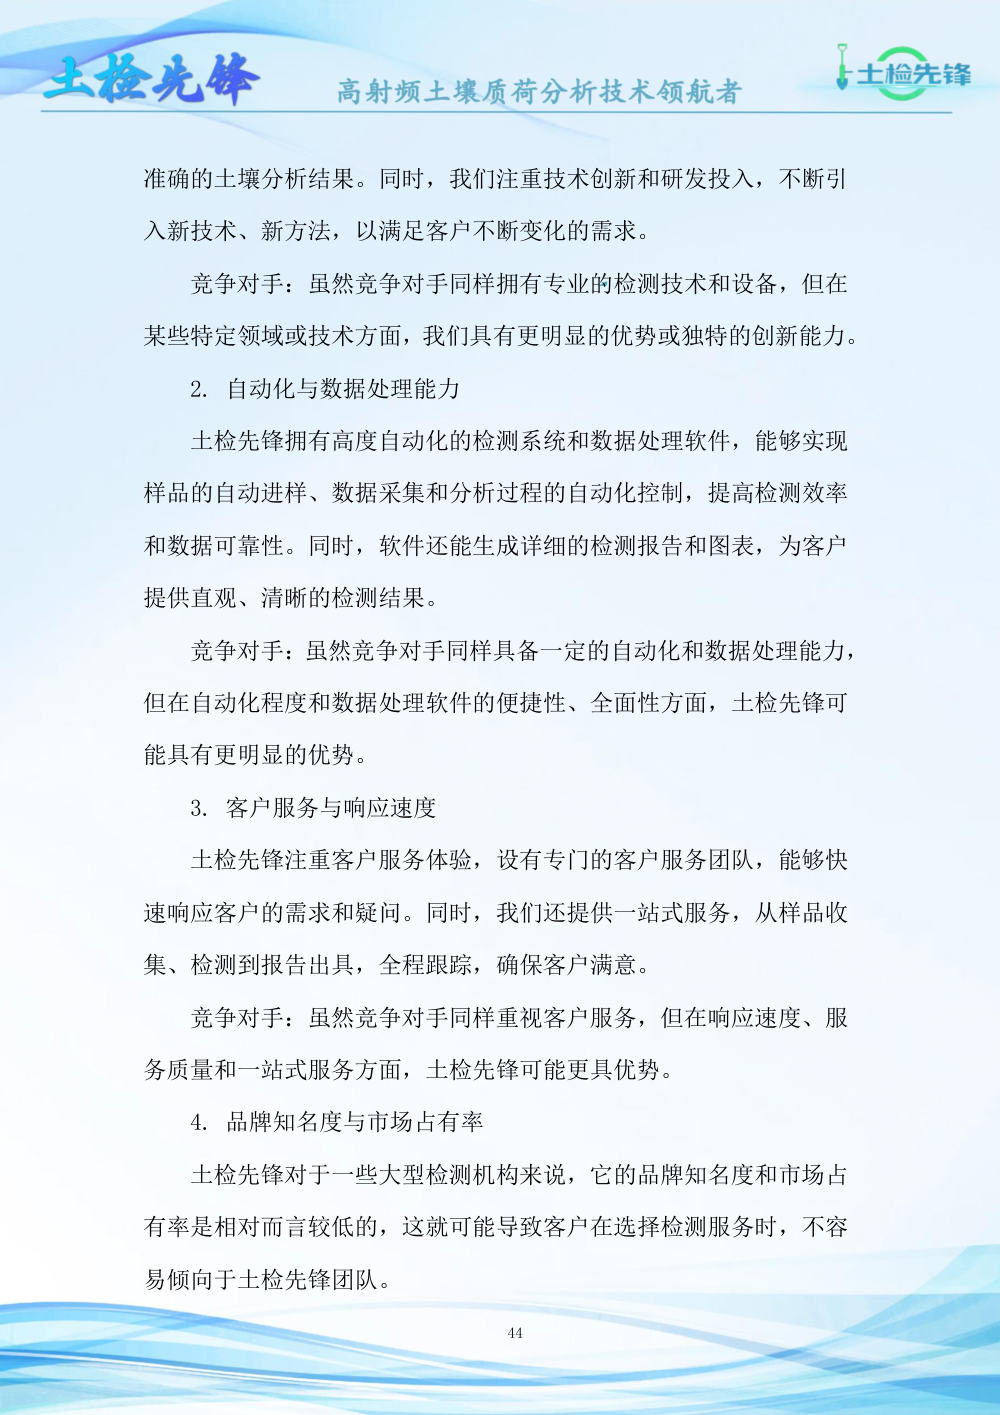 土检先锋
高射频土壤质荷分析技术领航者
土检先锋
准确的土壤分析结果。同时，我们注重技术创新和研发投入，不断引
入新技术、新方法，以满足客户不断变化的需求。
竞争对手：虽然竞争对手同样拥有专业的检测技术和设备，但在
某些特定领域或技术方面，我们具有更明显的优势或独特的创新能力。
2. 自动化与数据处理能力
土检先锋拥有高度自动化的检测系统和数据处理软件，能够实现
样品的自动进样、数据采集和分析过程的自动化控制，提高检测效率
和数据可靠性。同时，软件还能生成详细的检测报告和图表，为客户
提供直观、清晰的检测结果。
竞争对手：虽然竞争对手同样具备一定的自动化和数据处理能力，
但在自动化程度和数据处理软件的便捷性、全面性方面，土检先锋可
能具有更明显的优势。
3. 客户服务与响应速度
土检先锋注重客户服务体验，设有专门的客户服务团队，能够快
速响应客户的需求和疑问。同时，我们还提供一站式服务，从样品收
集、检测到报告出具，全程跟踪，确保客户满意。
竞争对手：虽然竞争对手同样重视客户服务，但在响应速度、服
务质量和一站式服务方面，土检先锋可能更具优势。
4. 品牌知名度与市场占有率
土检先锋对于一些大型检测机构来说，它的品牌知名度和市场占
有率是相对而言较低的，这就可能导致客户在选择检测服务时，不容
易倾向于土检先锋团队。
44